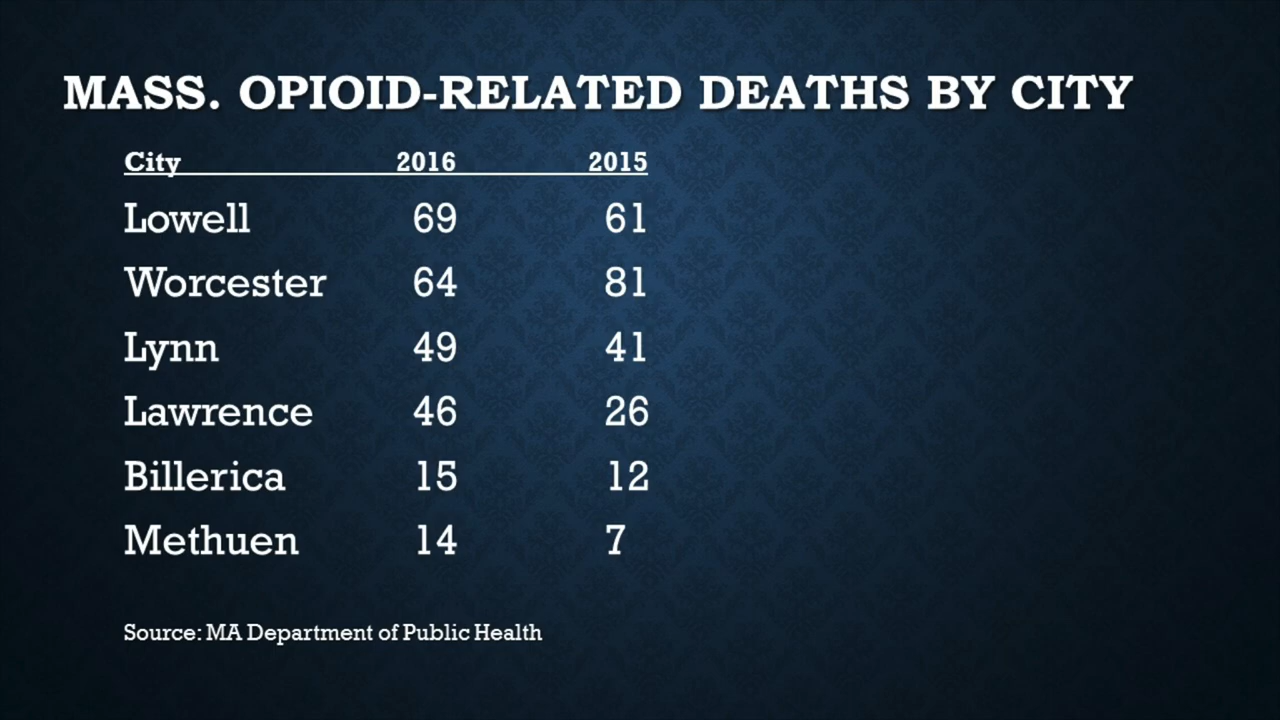 MASS. OPIOID-RELATED DEATHS BY CITY
City 2016 2015
Lowell 69 61
Worcester 64 81
Lynn 49 41
Lawrence 46 26
Billerica 15 12
Methuen 14 7
Source: MA Department of Public Health